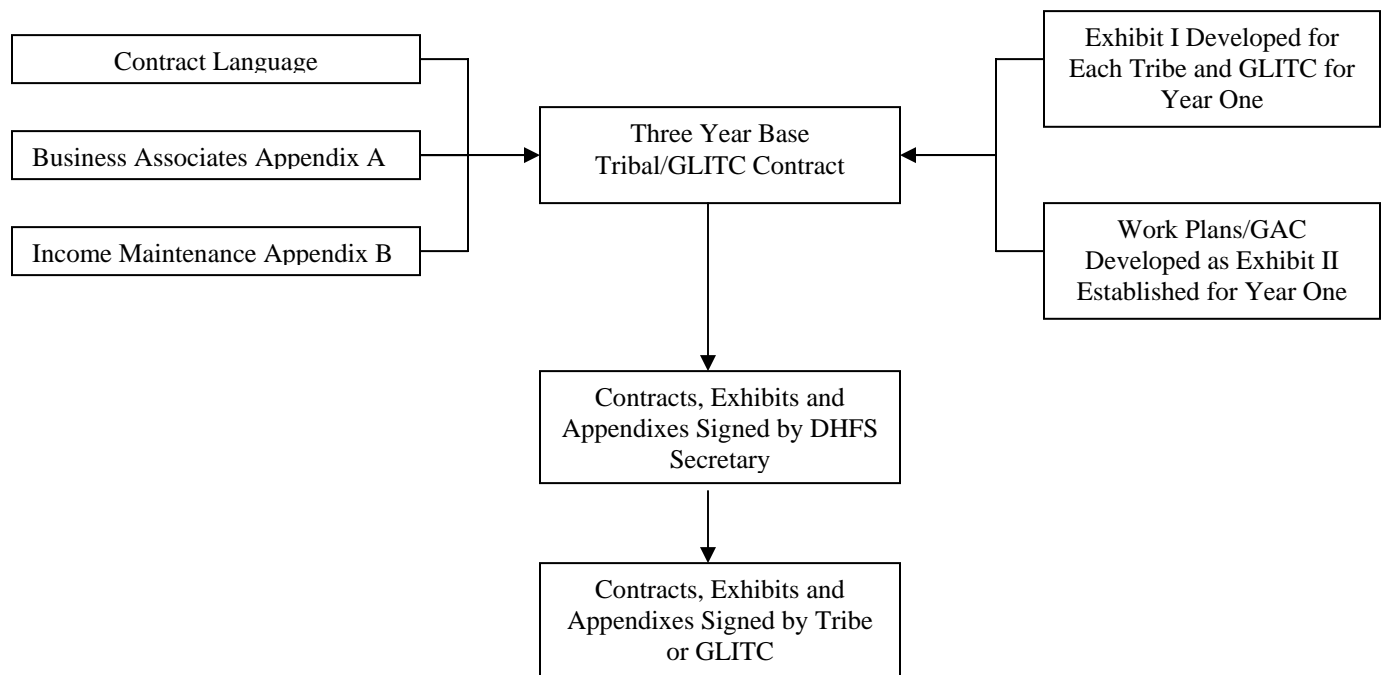 Contract Language
Business Associates Appendix A
Income Maintenance Appendix B
Three Year Base
Tribal/GLITC Contract
Exhibit I Developed for
Each Tribe and GLITC for
Year One
Work Plans/GAC
Developed as Exhibit II
Established for Year One
Contracts, Exhibits and
Appendixes Signed by DHFS
Secretary
Contracts, Exhibits and
Appendixes Signed by Tribe
or GLITC